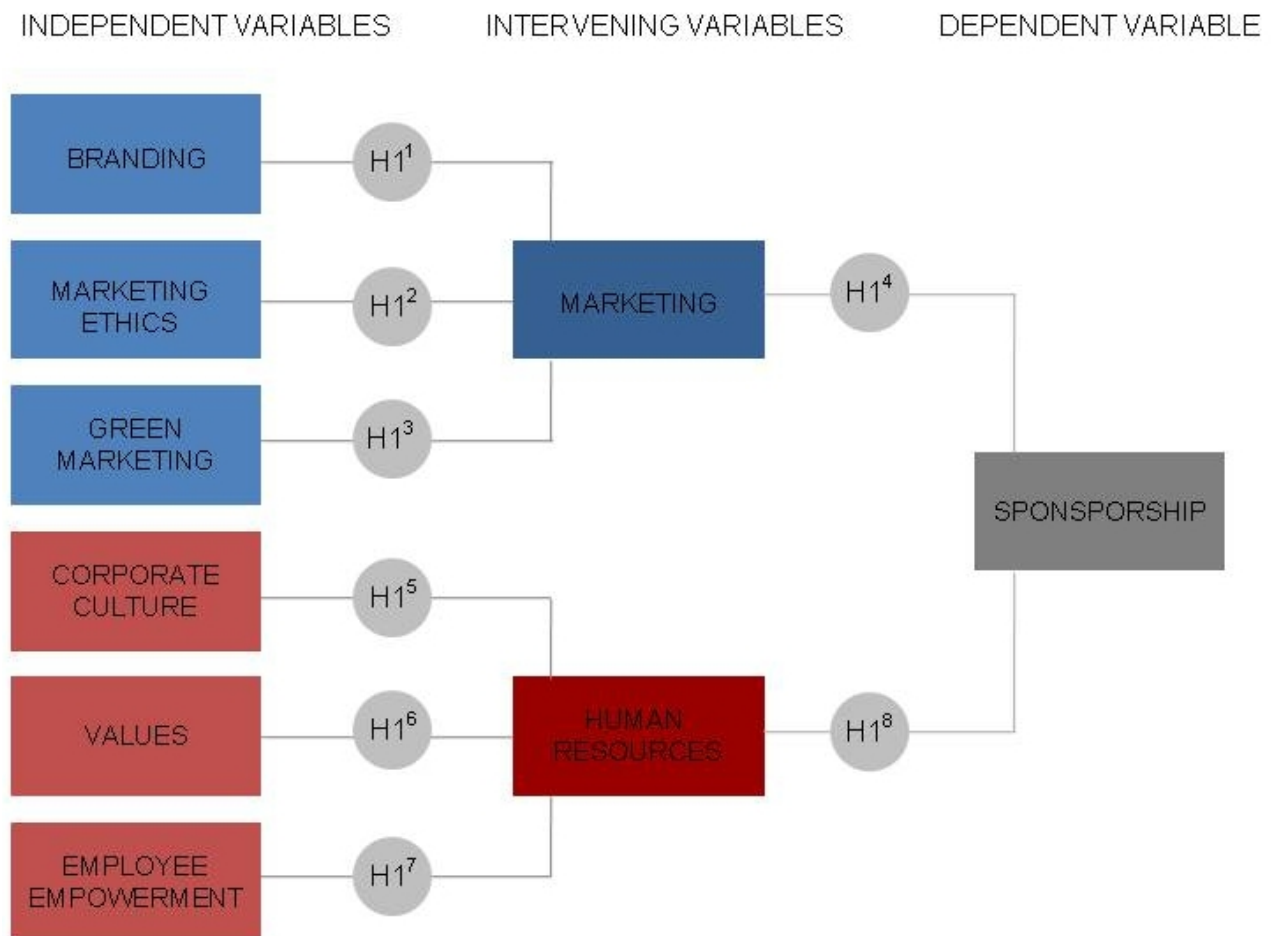 INDEPENDENT VARIABLES
INTERVENING VARIABLES
DEPENDENT VARIABLE
BRANDING
H1¹
MARKETING
ETHICS
H1²
MARKETING
H1⁴
GREEN
MARKETING
H1³
SPONSPORSHIP
CORPORATE
CULTURE
H1⁵
VALUES
H1⁶
HUMAN
RESOURCES
H1⁸
EMPLOYEE
EMPOWERMENT
H1⁷